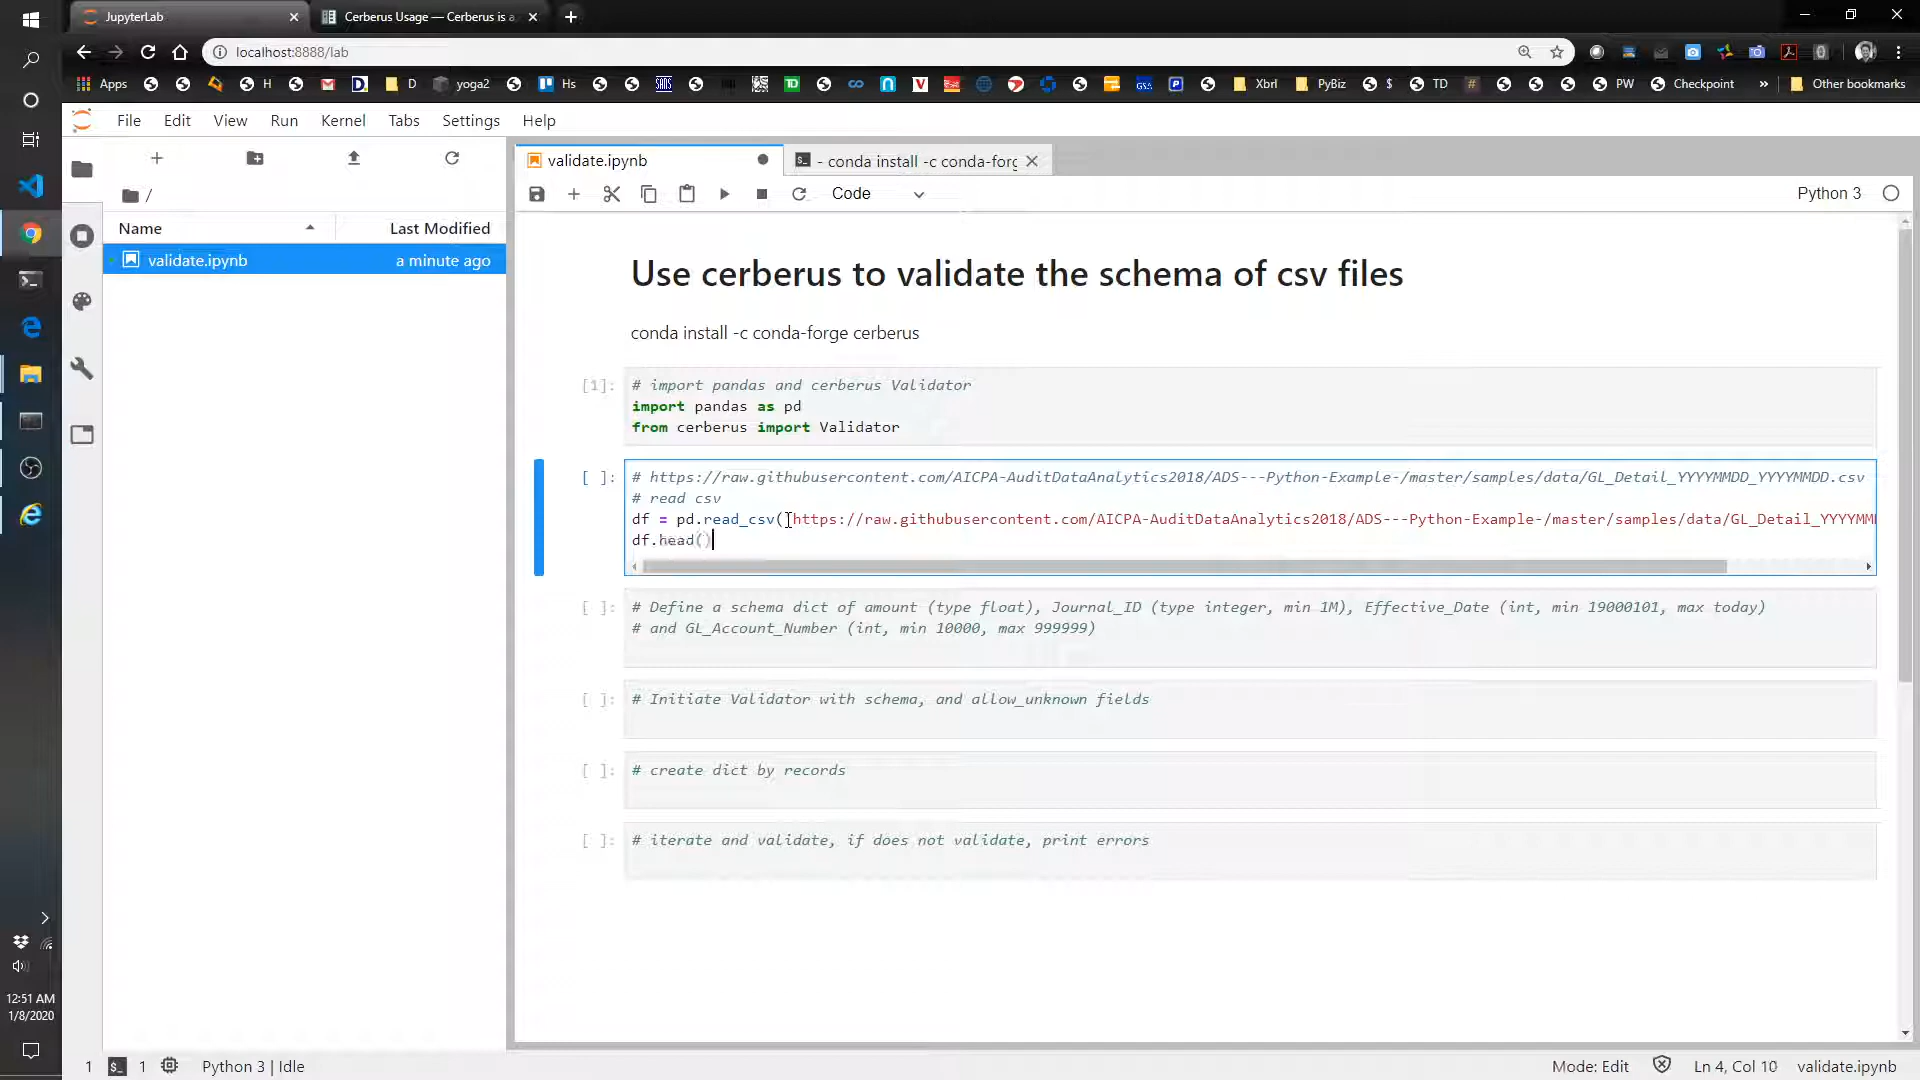 JupyterLab
Cerberus Usage — Cerberus is a
localhost:8888/lab
Apps
H
D
yoga2
Hs
TD
Xbrl
PyBiz
$
TD
PW
Checkpoint
»
Other bookmarks
File Edit View Run Kernel Tabs Settings Help
validate.ipynb
- conda install -c conda-forg
/
Code
Python 3
Name
Last Modified
validate.ipynb
a minute ago
Use cerberus to validate the schema of csv files
conda install -c conda-forge cerberus
[1]:
# import pandas and cerberus Validator
import pandas as pd
from cerberus import Validator
[ ]:
# https://raw.githubusercontent.com/AICPA-AuditDataAnalytics2018/ADS---Python-Example-/master/samples/data/GL_Detail_YYYYMMDD_YYYYMMDD.csv
# read csv
df = pd.read_csv('https://raw.githubusercontent.com/AICPA-AuditDataAnalytics2018/ADS---Python-Example-/master/samples/data/GL_Detail_YYYYMM
df.head()
[ ]:
# Define a schema dict of amount (type float), Journal_ID (type integer, min 1M), Effective_Date (int, min 19000101, max today)
# and GL_Account_Number (int, min 10000, max 999999)
[ ]:
# Initiate Validator with schema, and allow_unknown fields
[ ]:
# create dict by records
[ ]:
# iterate and validate, if does not validate, print errors
12:51 AM
1/8/2020
1
1
Python 3 | Idle
Mode: Edit
Ln 4, Col 10
validate.ipynb